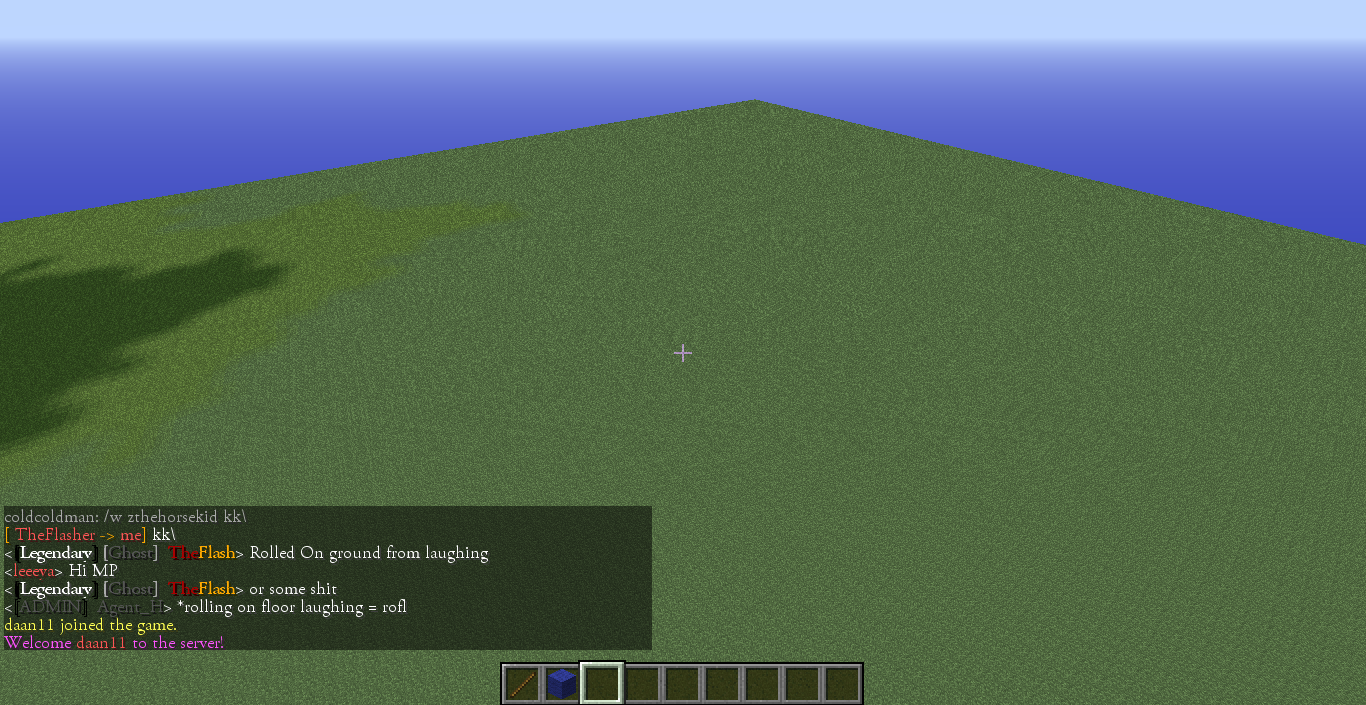 coldcoldman: /w zthehorsekid kk\
[ TheFlasher -> me] kk\
<[Legendary] [Ghost] TheFlash> Rolled On ground from laughing
<leeeya> Hi MP
<[Legendary] [Ghost] TheFlash> or some shit
<[ADMIN] Agent_H> *rolling on floor laughing = rofl
daan11 joined the game.
Welcome daan11 to the server!